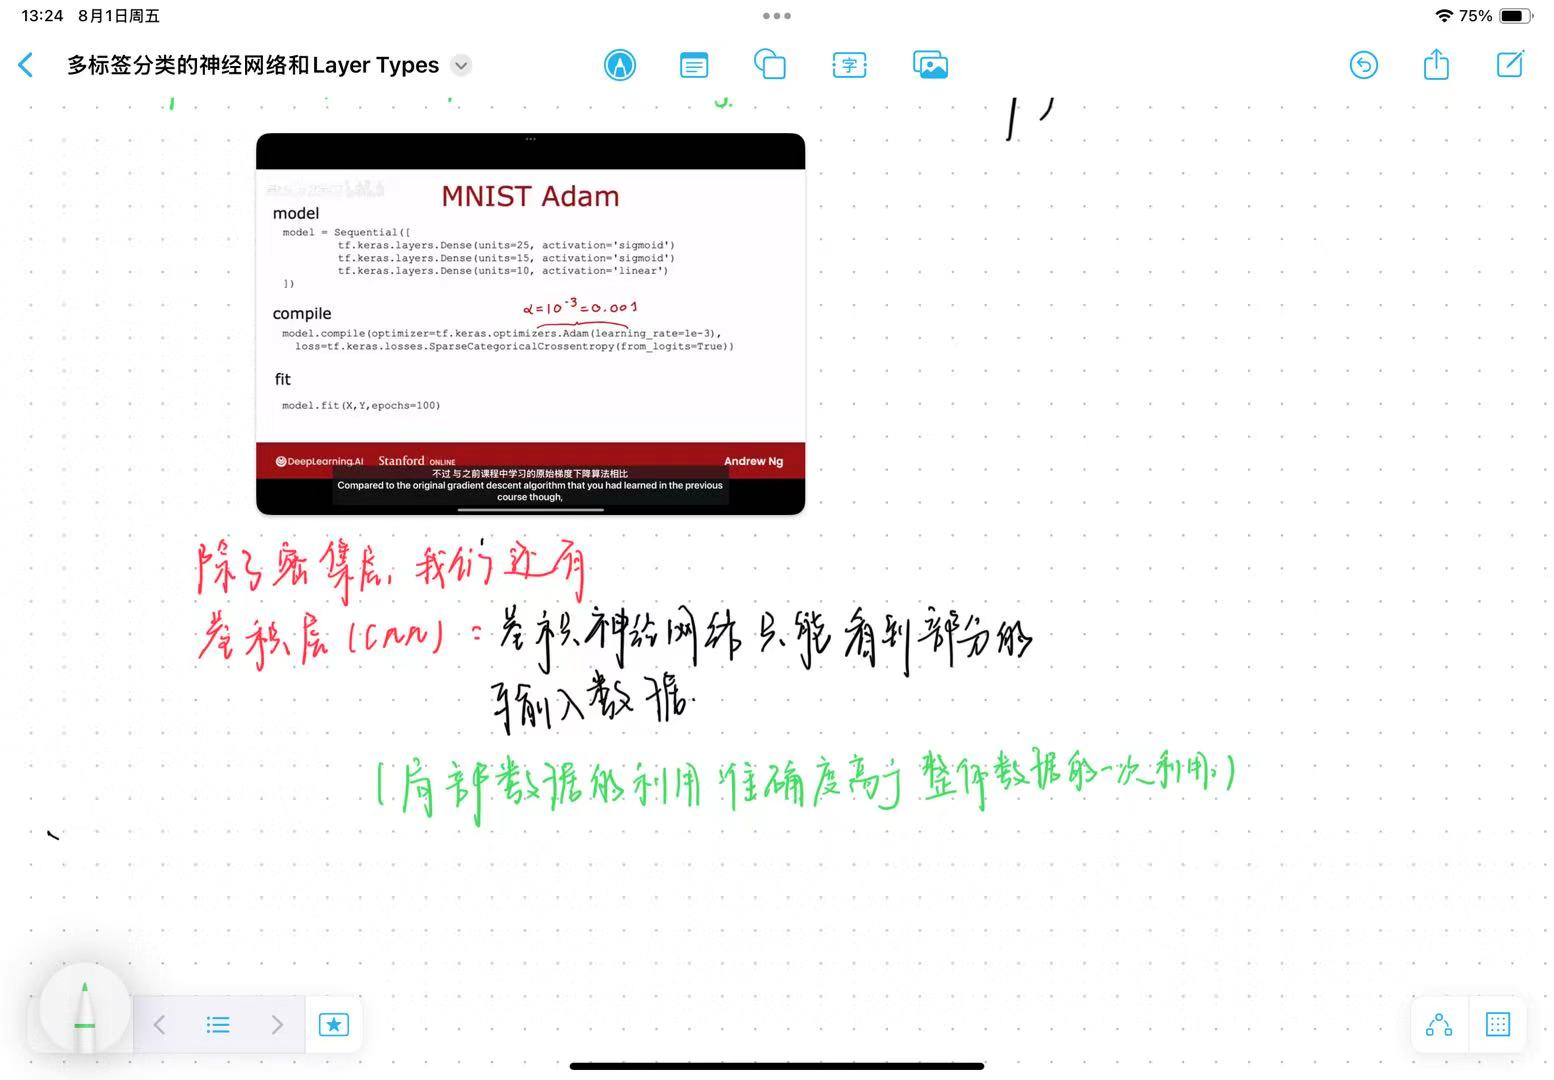 13:24 8月1日周五
75%
多标签分类的神经网络和Layer Types
字
MNIST Adam
model
model = Sequential([
tf.keras.layers.Dense(units=25, activation='sigmoid')
tf.keras.layers.Dense(units=15, activation='sigmoid')
tf.keras.layers.Dense(units=10, activation='linear')
])
α=10⁻³=0.001
compile
model.compile(optimizer=tf.keras.optimizers.Adam(learning_rate=1e-3),
loss=tf.keras.losses.SparseCategoricalCrossentropy(from_logits=True))
fit
model.fit(X,Y,epochs=100)
DeepLearning.AI Stanford ONLINE Andrew Ng
不过 与之前课程中学习的原始梯度下降算法相比
Compared to the original gradient descent algorithm that you had learned in the previous
course though,
除了密集层,我们还有
卷积层(cnn):卷积神经网络只能看到部分的
输入数据.
(局部数据的利用准确度高于整体数据的一次利用.)